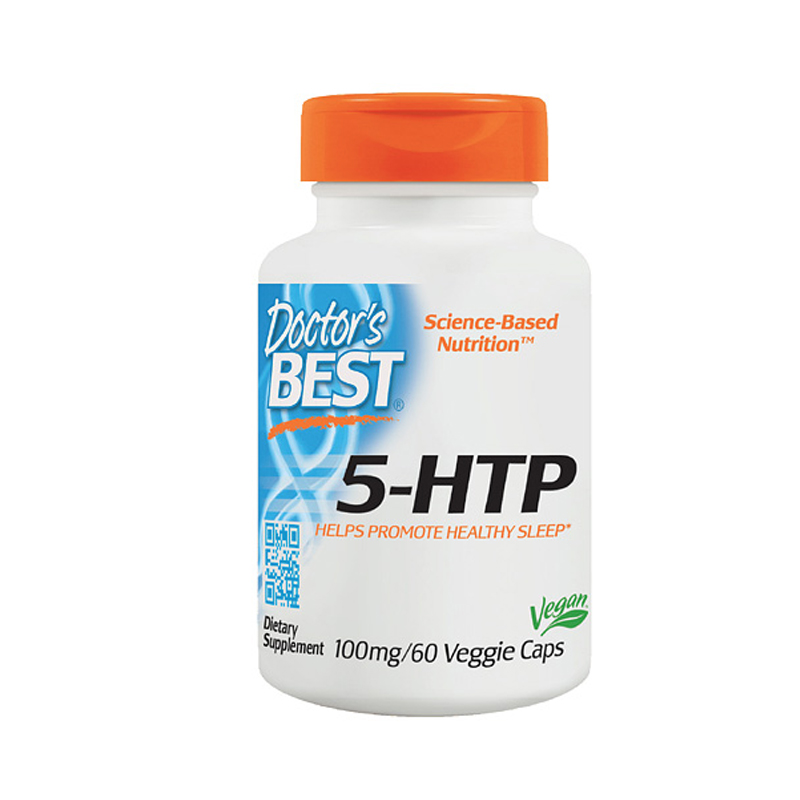 Doctor's
BEST®
Science-Based
Nutrition™
5-HTP
HELPS PROMOTE HEALTHY SLEEP*
Vegan
Dietary
Supplement
100mg/60 Veggie Caps